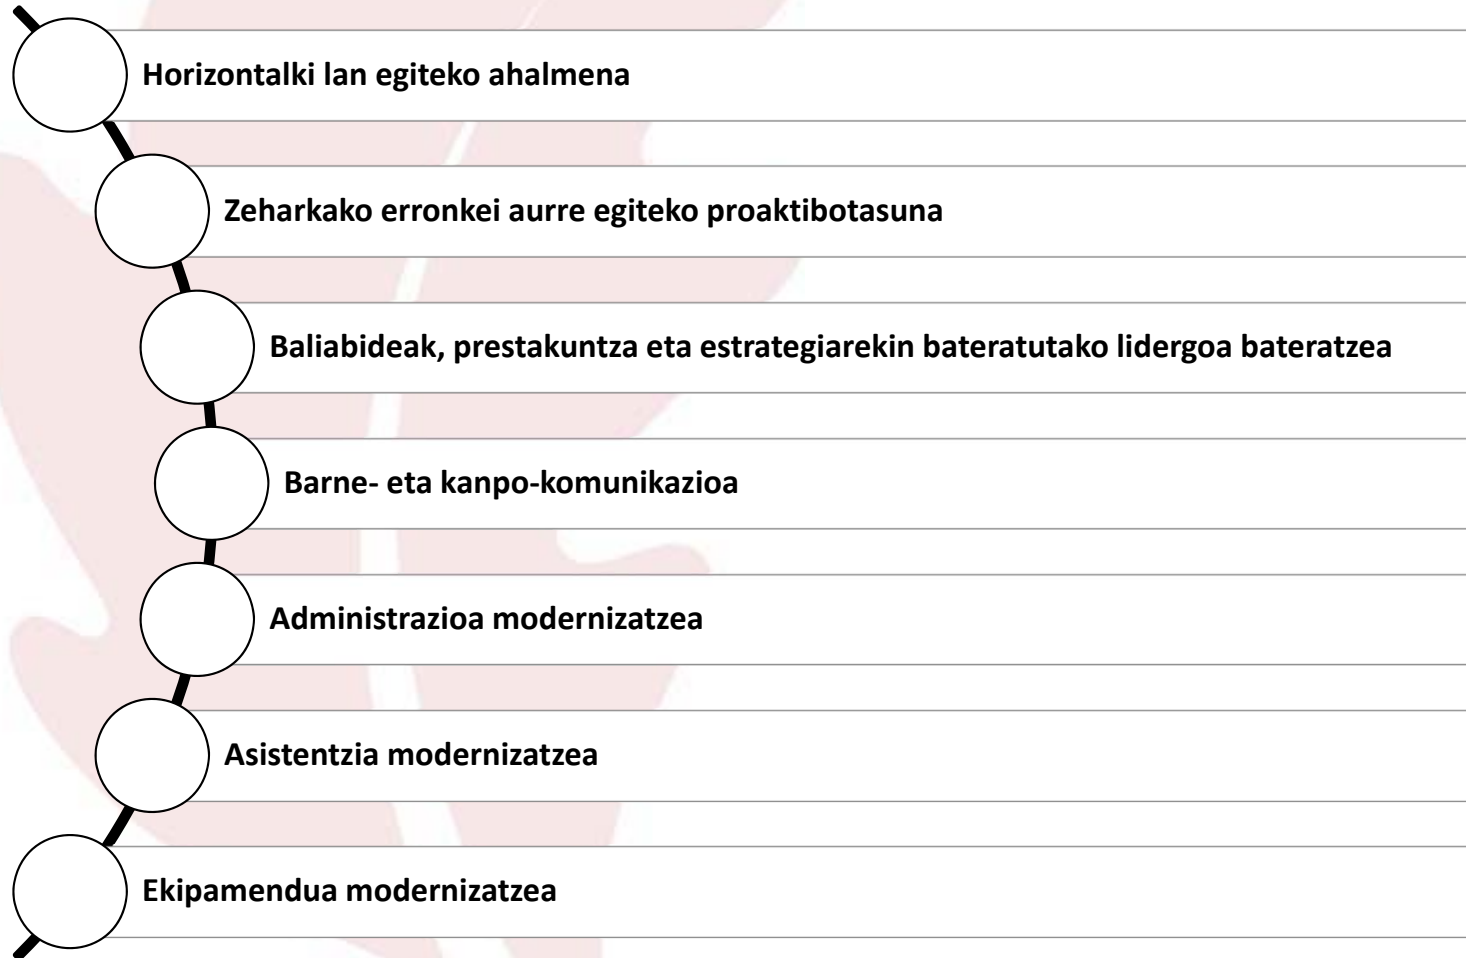 Horizontalki lan egiteko ahalmena
Zeharkako erronkei aurre egiteko proaktibotasuna
Baliabideak, prestakuntza eta estrategiarekin bateratutako lidergoa bateratzea
Barne- eta kanpo-komunikazioa
Administrazioa modernizatzea
Asistentzia modernizatzea
Ekipamendua modernizatzea